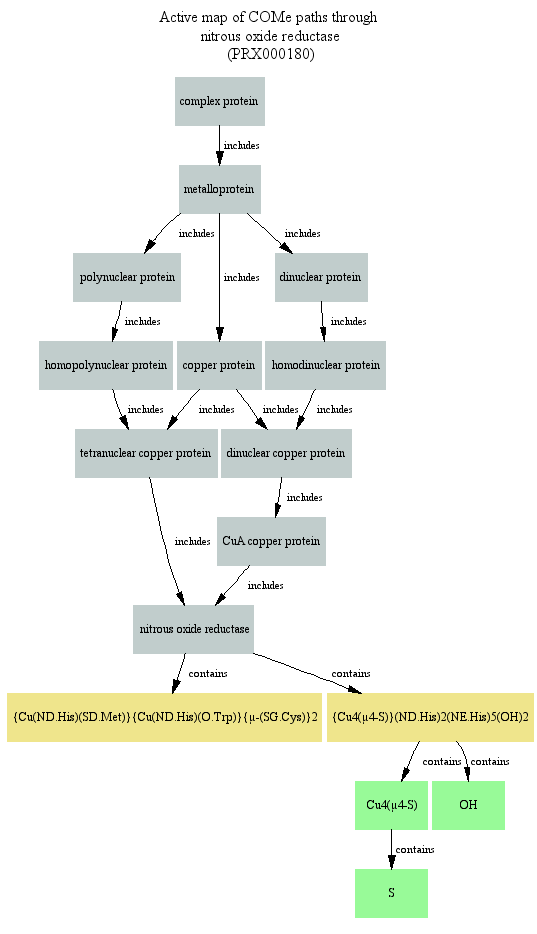 Active map of COMe paths through
nitrous oxide reductase
(PRX000180)
complex protein
includes
metalloprotein
includes
includes
includes
polynuclear protein
dinuclear protein
includes
includes
homopolynuclear protein
copper protein
homodinuclear protein
includes
includes
includes
includes
tetranuclear copper protein
dinuclear copper protein
includes
CuA copper protein
includes
includes
nitrous oxide reductase
contains
contains
{Cu(ND.His)(SD.Met)}{Cu(ND.His)(O.Trp)}{μ-(SG.Cys)}2
{Cu4(μ4-S)}(ND.His)2(NE.His)5(OH)2
contains
contains
Cu4(μ4-S)
OH
contains
S